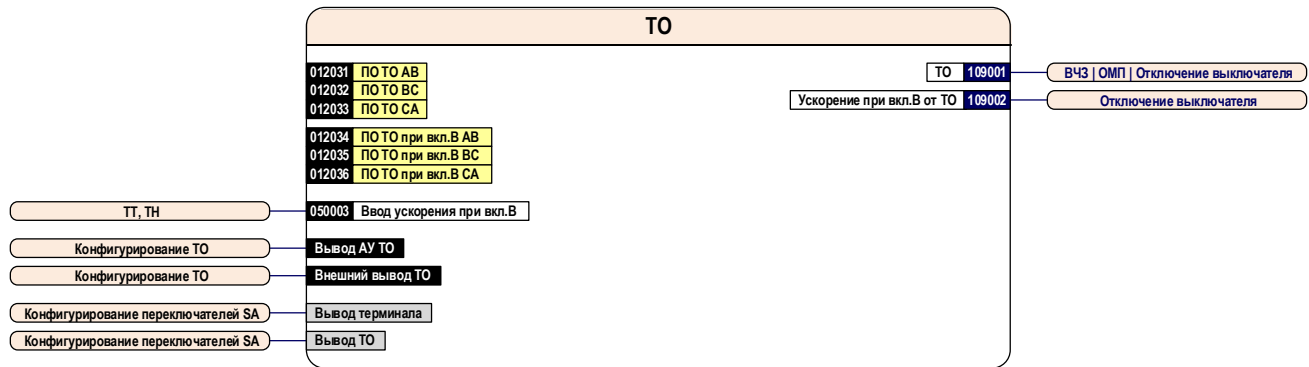 ТО
012031 ПО ТО АВ
012032 ПО ТО ВС
012033 ПО ТО СА
012034 ПО ТО при вкл.В АВ
012035 ПО ТО при вкл.В ВС
012036 ПО ТО при вкл.В СА
ТО 109001 ВЧЗ | ОМП | Отключение выключателя
Ускорение при вкл.В от ТО 109002 Отключение выключателя
ТТ, ТН 050003 Ввод ускорения при вкл.В
Конфигурирование ТО Вывод АУ ТО
Конфигурирование ТО Внешний вывод ТО
Конфигурирование переключателей SA Вывод терминала
Конфигурирование переключателей SA Вывод ТО